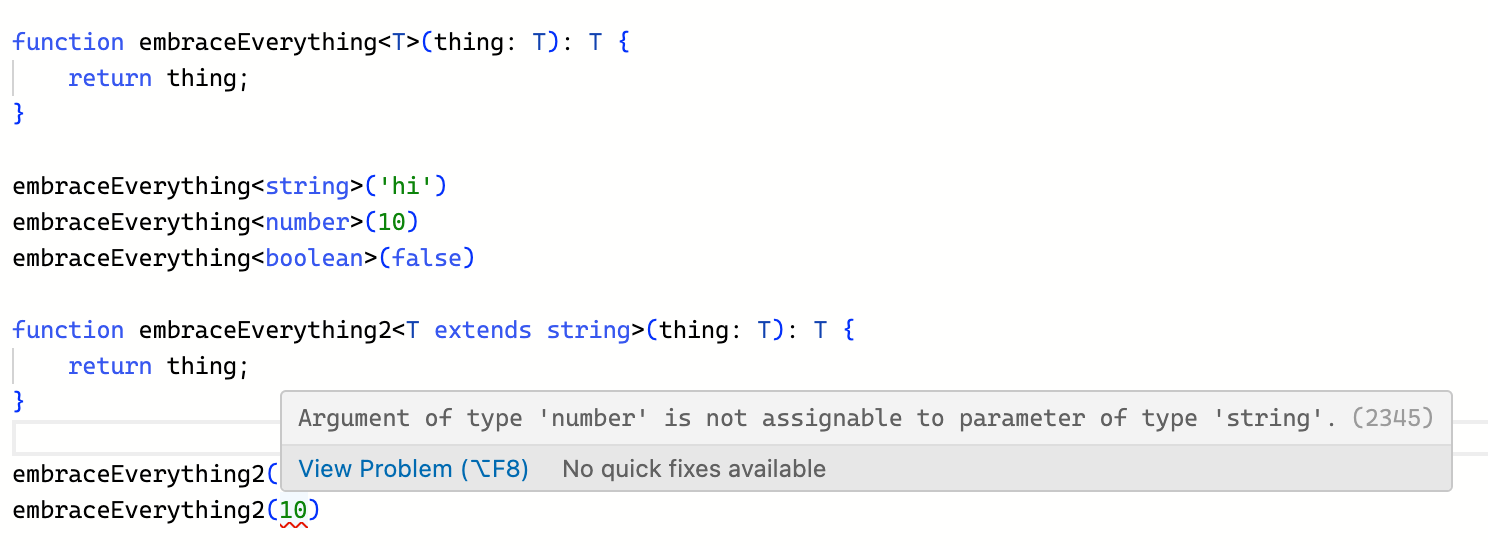 function embraceEverything<T>(thing: T): T {
    return thing;
}
embraceEverything<string>('hi')
embraceEverything<number>(10)
embraceEverything<boolean>(false)
function embraceEverything2<T extends string>(thing: T): T {
    return thing;
}
Argument of type 'number' is not assignable to parameter of type 'string'. (2345)
View Problem (⌥F8) No quick fixes available
embraceEverything2(
embraceEverything2(10)